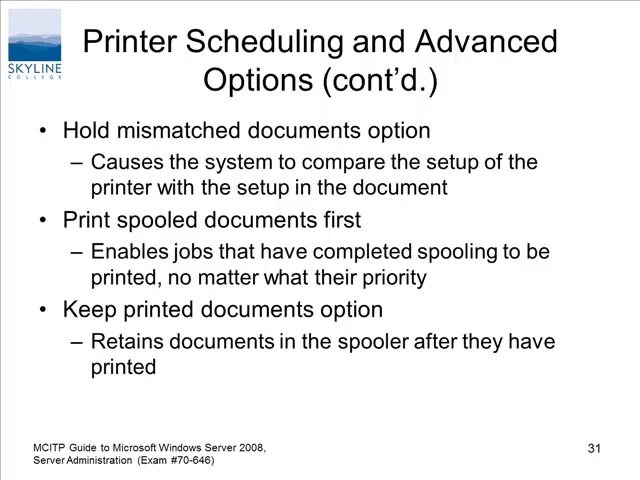 SKYLINE
COLLEGE
Printer Scheduling and Advanced
Options (cont’d.)
• Hold mismatched documents option
– Causes the system to compare the setup of the
printer with the setup in the document
• Print spooled documents first
– Enables jobs that have completed spooling to be
printed, no matter what their priority
• Keep printed documents option
– Retains documents in the spooler after they have
printed
MCITP Guide to Microsoft Windows Server 2008,
Server Administration (Exam #70-646)
31